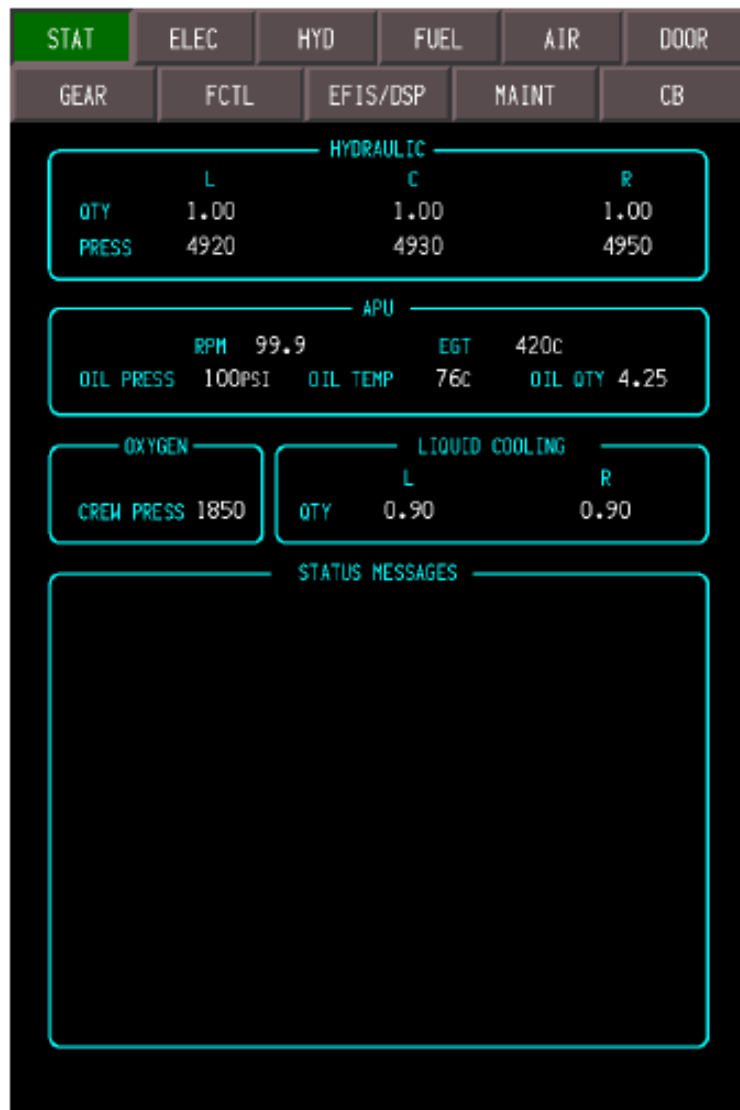 STAT ELEC HYD FUEL AIR DOOR
GEAR FCTL EFIS/DSP MAINT CB
HYDRAULIC
L C R
QTY 1.00 1.00 1.00
PRESS 4920 4930 4950
APU
RPM 99.9 EGT 420C
OIL PRESS 100PSI OIL TEMP 76C OIL QTY 4.25
OXYGEN
CREW PRESS 1850
LIQUID COOLING
L R
QTY 0.90 0.90
STATUS MESSAGES